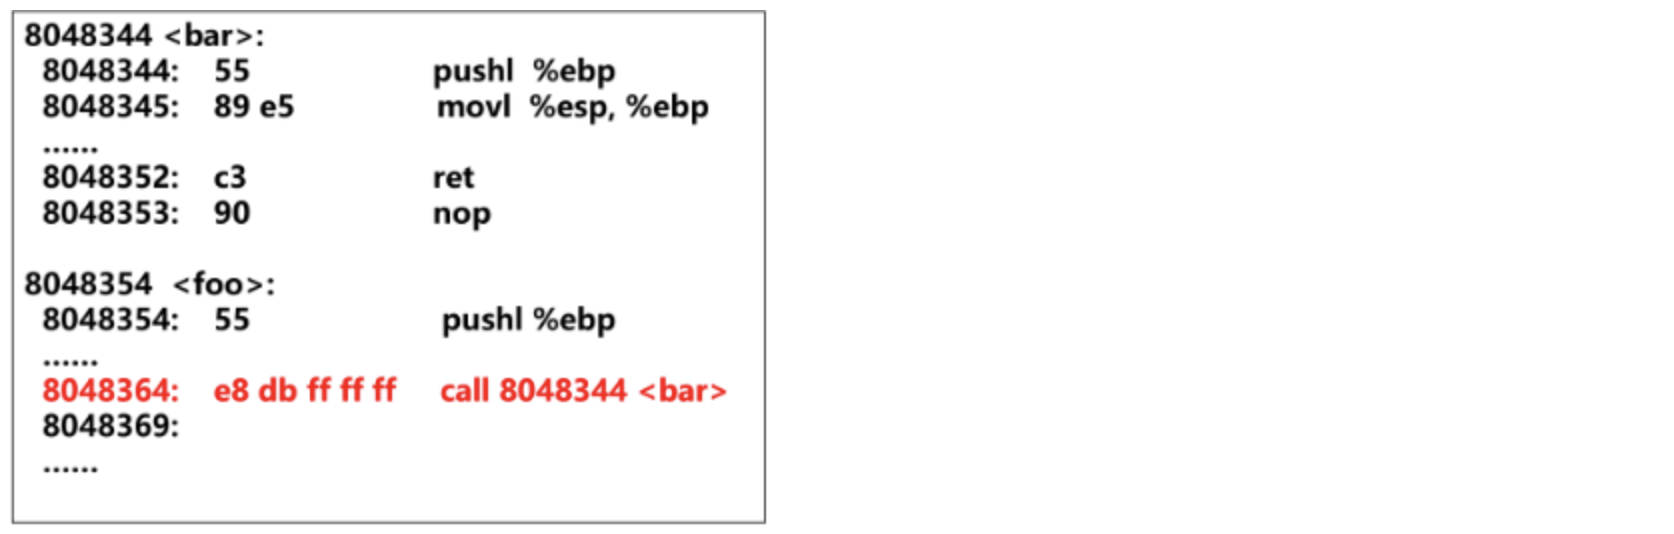 8048344 <bar>:
8048344: 55 pushl %ebp
8048345: 89 e5 movl %esp, %ebp
......
8048352: c3 ret
8048353: 90 nop
8048354 <foo>:
8048354: 55 pushl %ebp
......
8048364: e8 db ff ff ff call 8048344 <bar>
8048369:
......